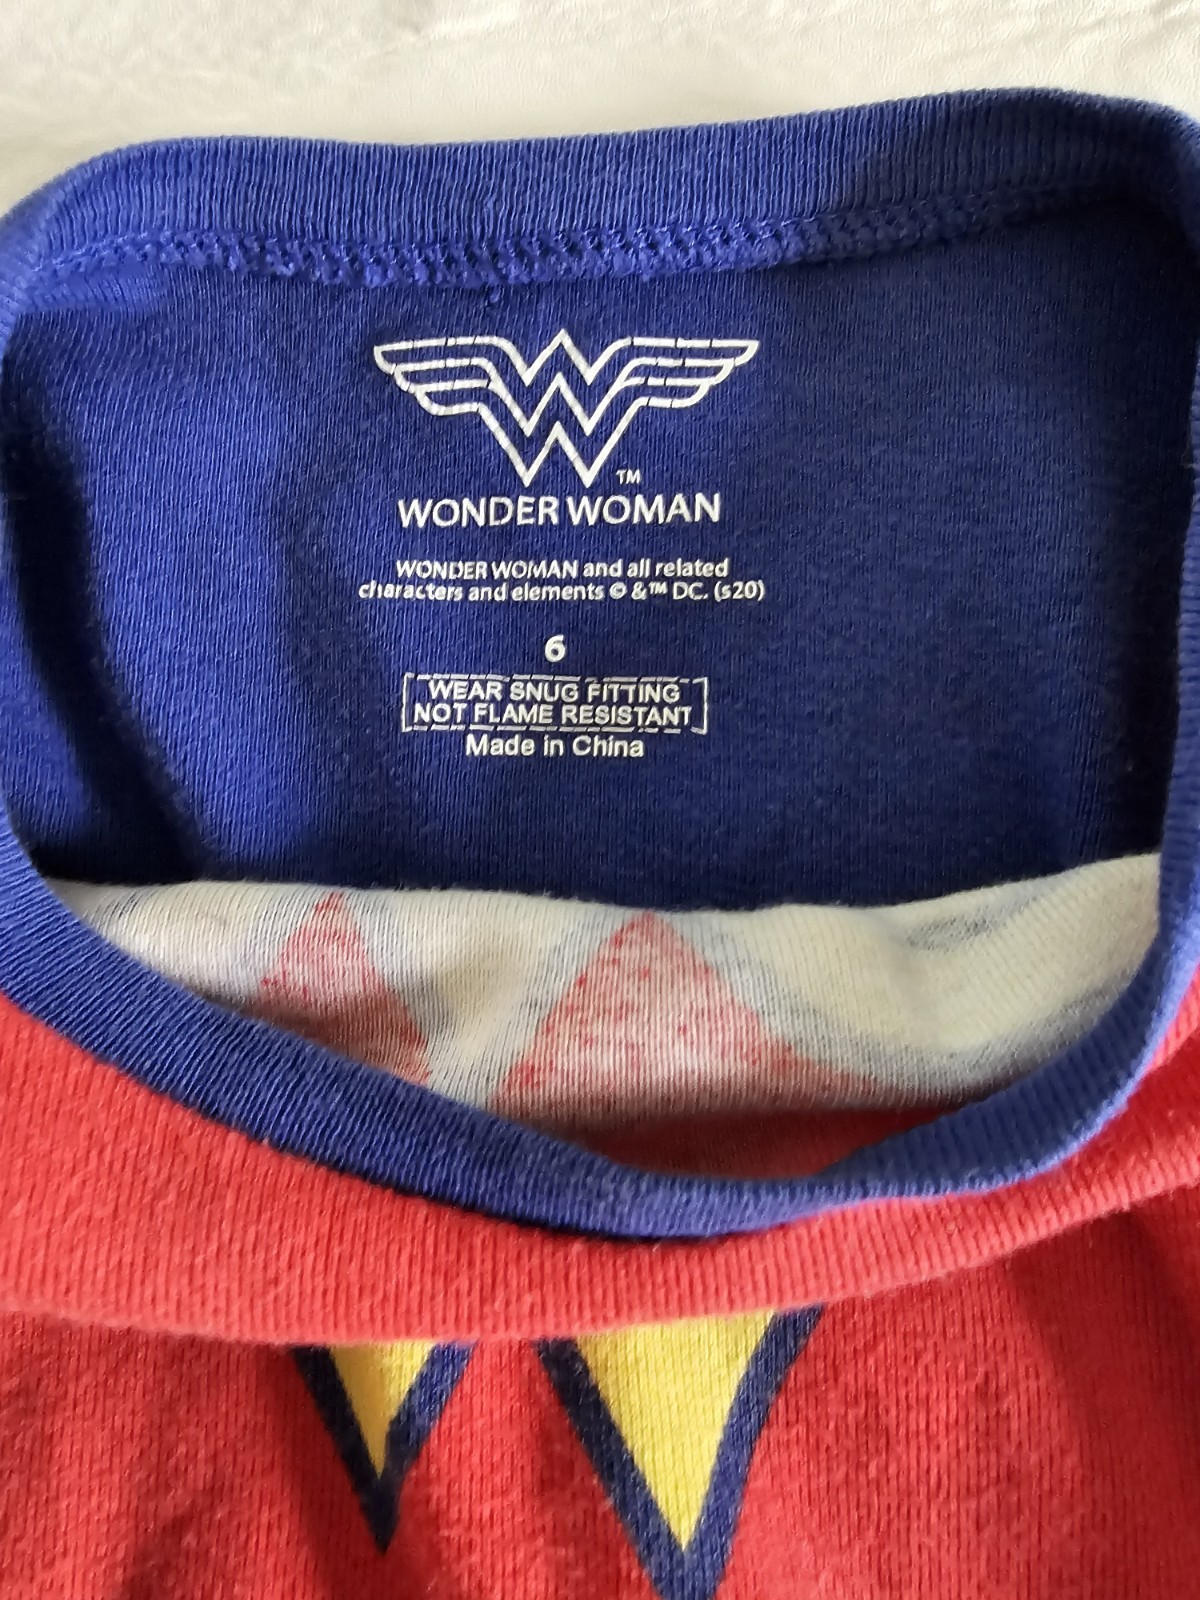 TM
WONDER WOMAN
WONDER WOMAN and all related
characters and elements © &™ DC. (s20)
6
WEAR SNUG FITTING
NOT FLAME RESISTANT
Made in China